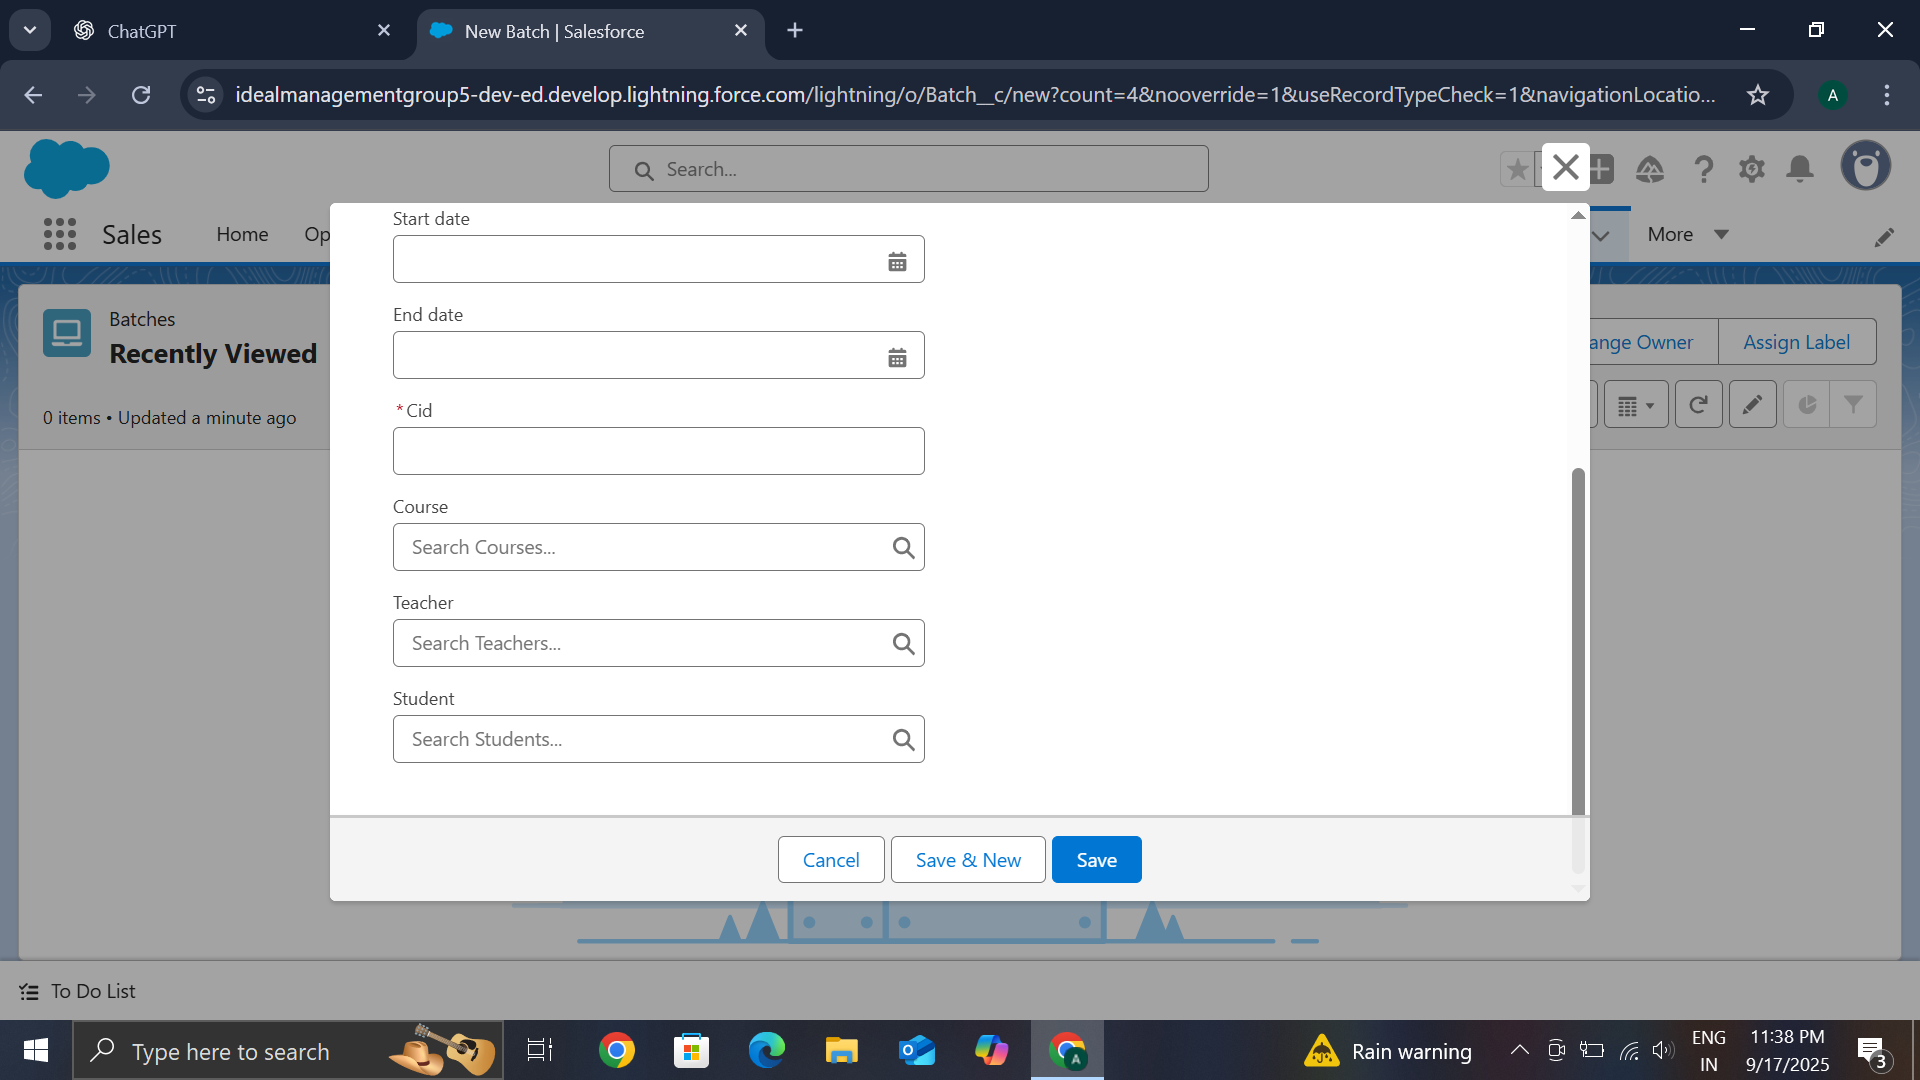 ChatGPT
New Batch | Salesforce
idealmanagementgroup5-dev-ed.develop.lightning.force.com/lightning/o/Batch__c/new?count=4&nooverride=1&useRecordTypeCheck=1&navigationLocatio...
A
Search...
Sales
Home
Op
More
Start date
End date
* Cid
Course
Search Courses...
Teacher
Search Teachers...
Student
Search Students...
Cancel
Save & New
Save
Batches
Recently Viewed
0 items • Updated a minute ago
ange Owner
Assign Label
To Do List
Type here to search
A
Rain warning
ENG
IN
11:38 PM
9/17/2025
3